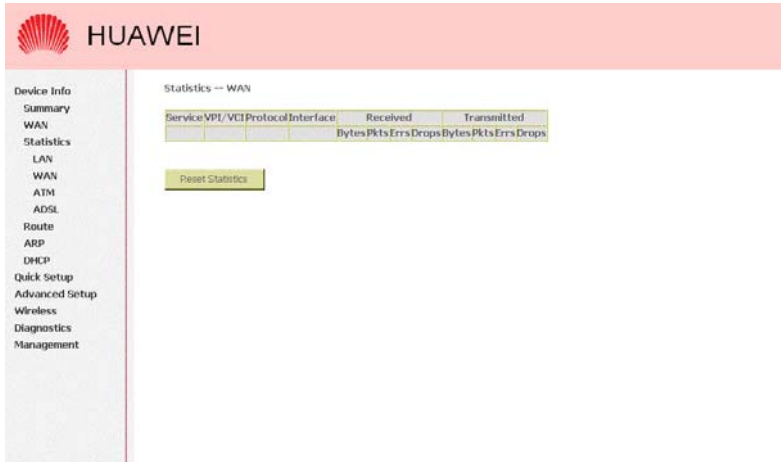 HUAWEI
Device Info
Summary
WAN
Statistics
LAN
WAN
ATM
ADSL
Route
ARP
DHCP
Quick Setup
Advanced Setup
Wireless
Diagnostics
Management
Statistics -- WAN
Service VPI/VCI Protocol Interface Received Transmitted
Bytes Pkts Errs Drops Bytes Pkts Errs Drops
Reset Statistics